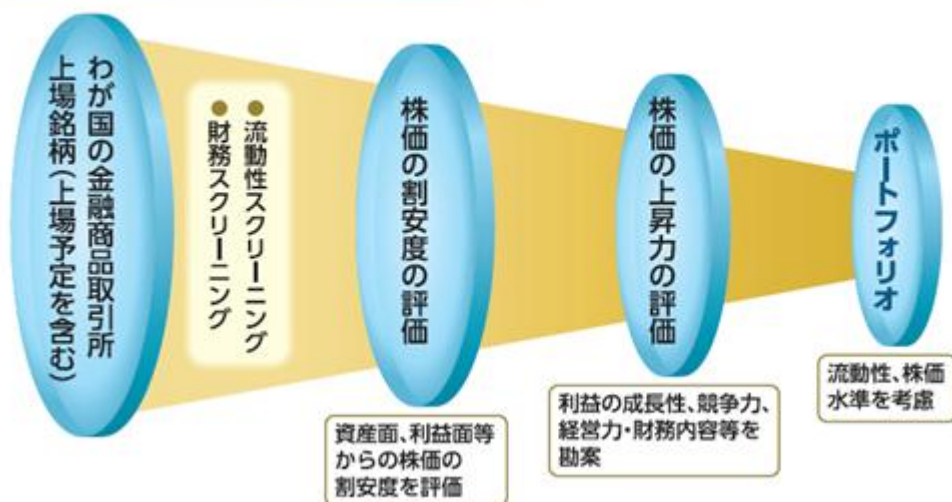 わが国の金融商品取引所
上場銘柄(上場予定を含む)
● 流動性スクリーニング
● 財務スクリーニング
株価の割安度の評価
資産面、利益面等
からの株価の
割安度を評価
株価の上昇力の評価
利益の成長性、競争力、
経営力・財務内容等を
勘案
ポートフォリオ
流動性、株価
水準を考慮